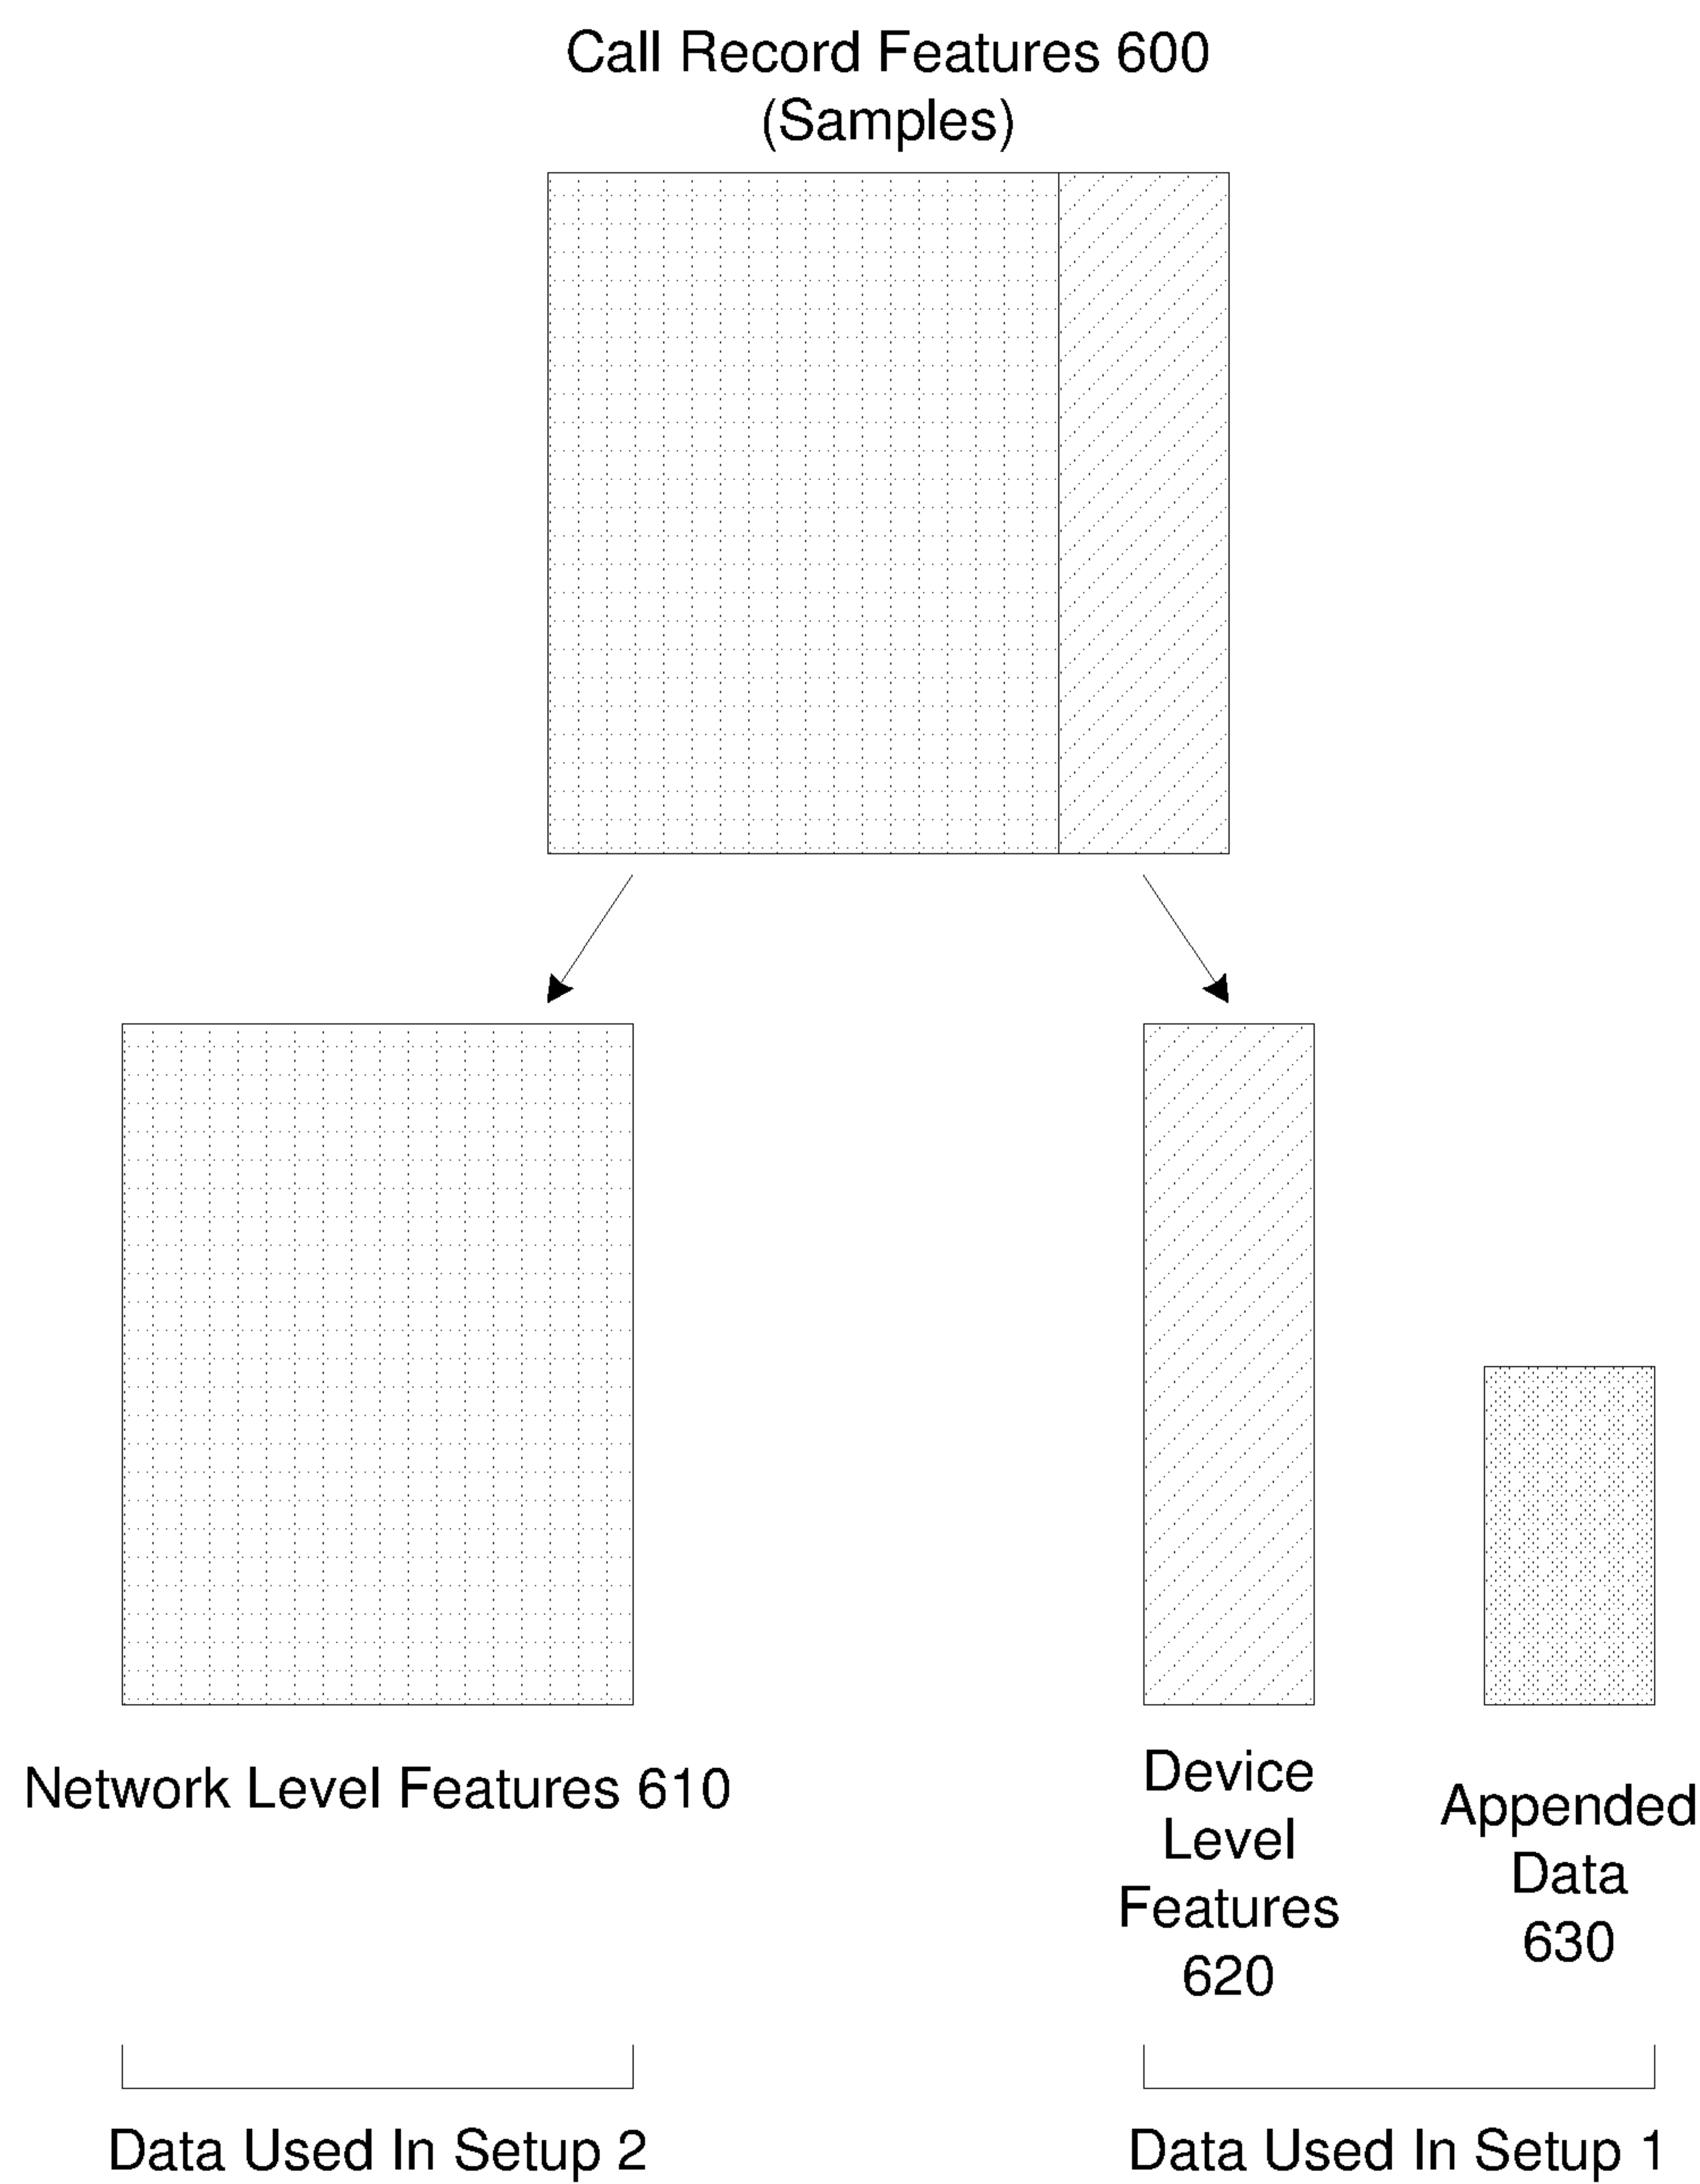 Call Record Features 600
(Samples)
Network Level Features 610
Device
Level
Features
620
Appended
Data
630
Data Used In Setup 2
Data Used In Setup 1